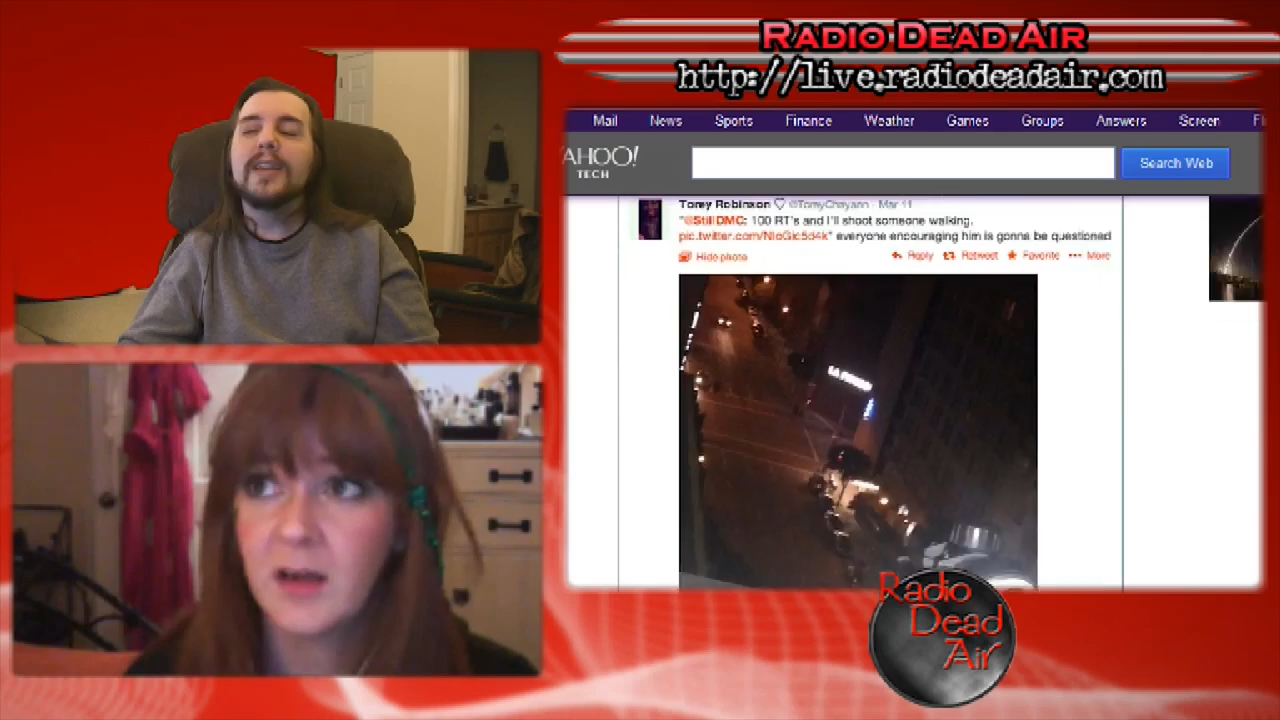 RADIO DEAD AIR
http://live.radiodeadair.com
Mail News Sports Finance Weather Games Groups Answers Screen
AHOO!
TECH
Search Web
Torey Robinson @TorreyChayann · Mar 11
"@StillDMC: 100 RT's and I'll shoot someone walking.
everyone encouraging him is gonna be questioned
Hide photo Reply Retweet Favorite More
Radio
Dead
Air